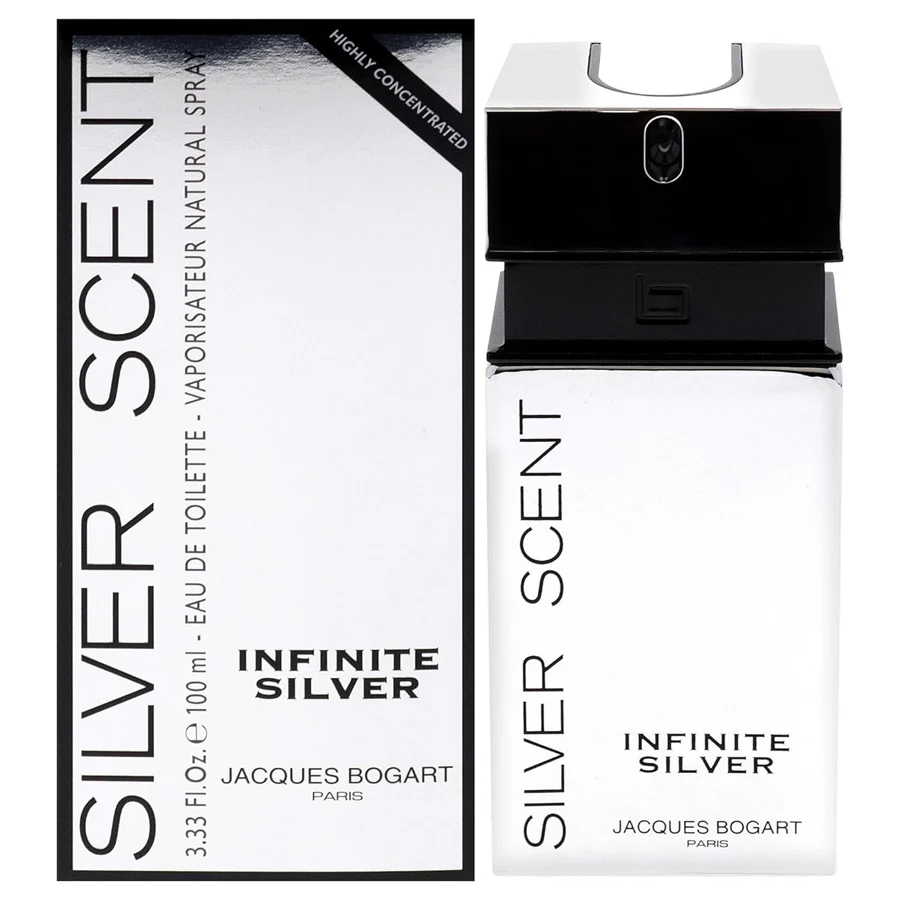 SILVER SCENT
3.33 Fl.Oz. ℮ 100 ml - EAU DE TOILETTE - VAPORISATEUR NATURAL SPRAY
HIGHLY CONCENTRATED
INFINITE
SILVER
JACQUES BOGART
PARIS
b
SILVER SCENT
INFINITE
SILVER
JACQUES BOGART
PARIS